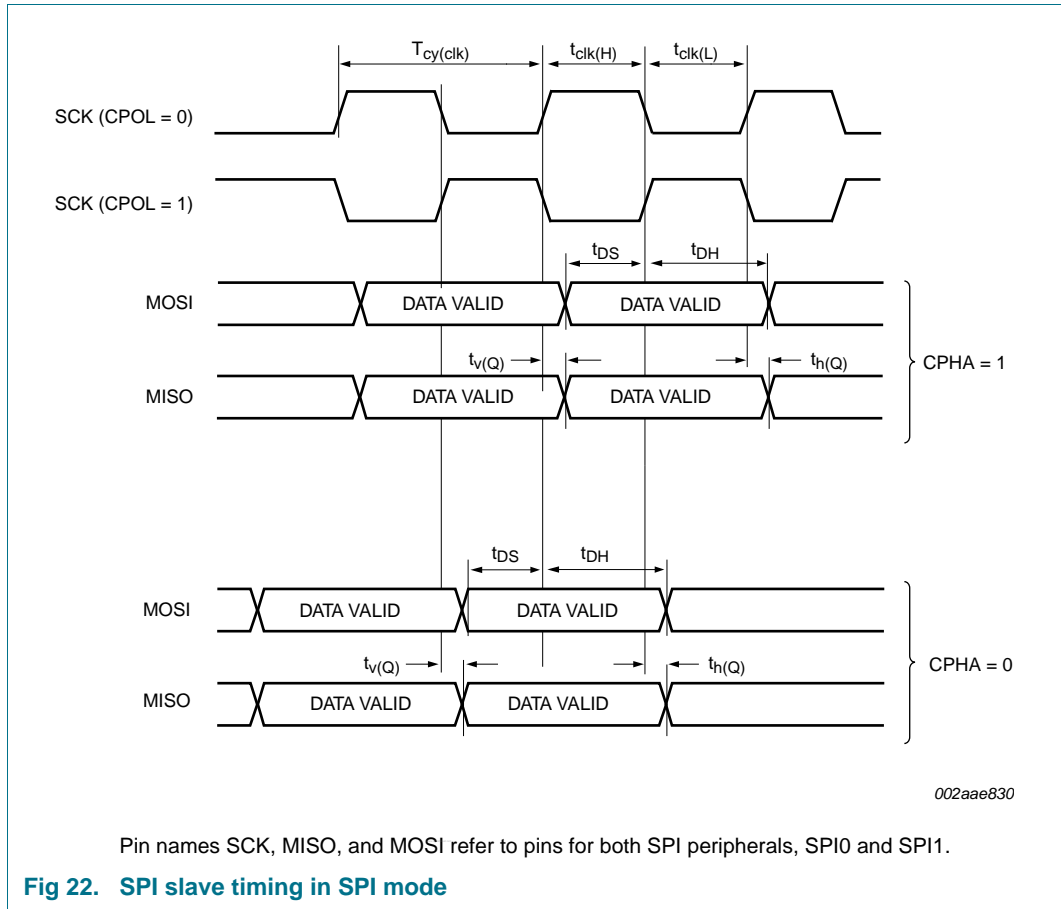 Tcy(clk) tclk(H) tclk(L)
SCK (CPOL = 0)
SCK (CPOL = 1)
tDS tDH
MOSI DATA VALID DATA VALID
tv(Q) th(Q)
CPHA = 1
MISO DATA VALID DATA VALID
tDS tDH
MOSI DATA VALID DATA VALID
tv(Q) th(Q)
CPHA = 0
MISO DATA VALID DATA VALID
002aae830
Pin names SCK, MISO, and MOSI refer to pins for both SPI peripherals, SPI0 and SPI1.
Fig 22. SPI slave timing in SPI mode